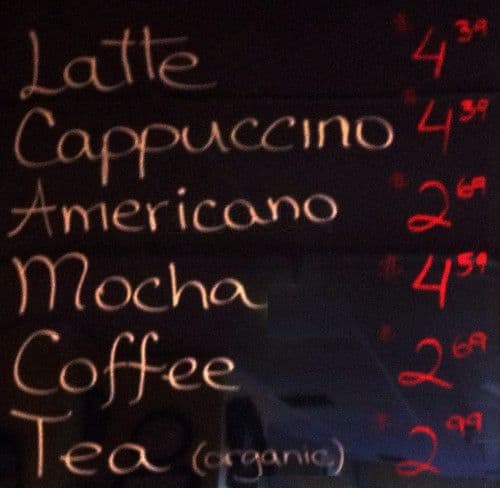 Latte $4.39
Cappuccino $4.39
Americano $2.69
Mocha $4.59
Coffee $2.69
Tea (organic) $2.99